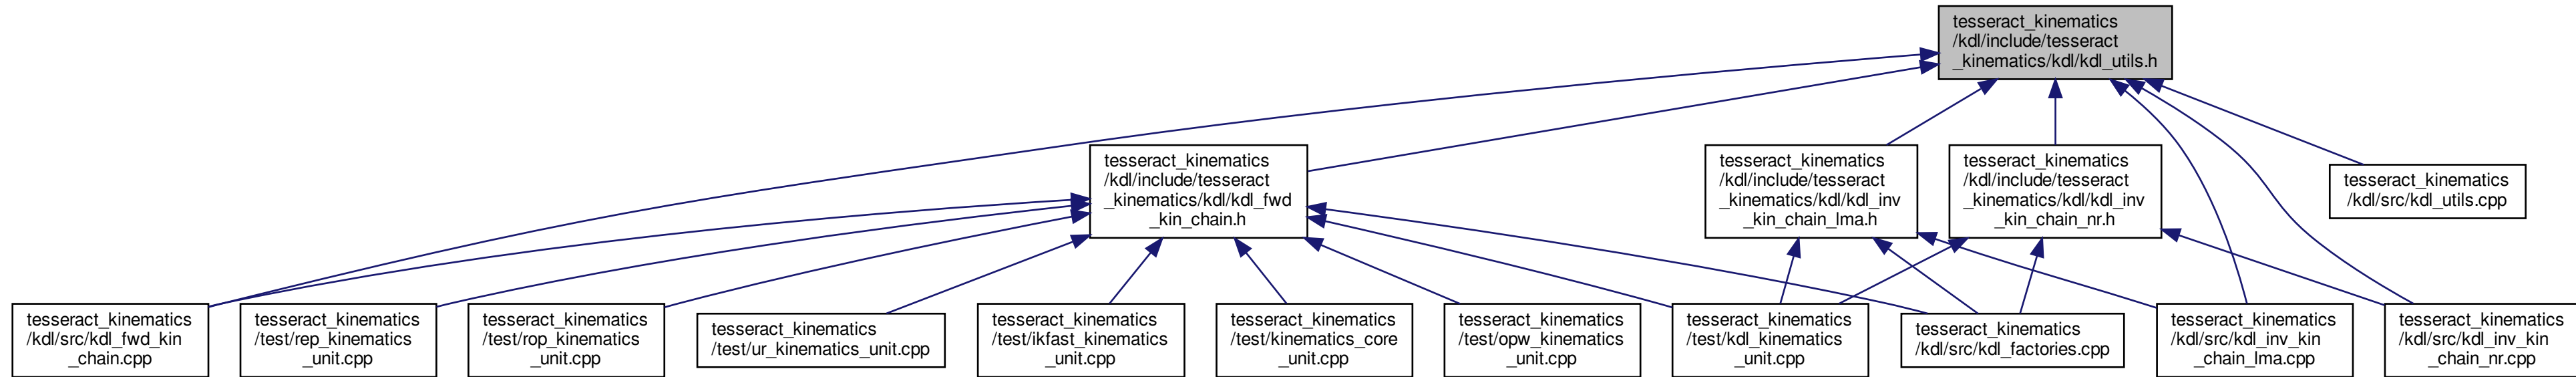 tesseract_kinematics
/kdl/include/tesseract
_kinematics/kdl/kdl_utils.h
tesseract_kinematics
/kdl/include/tesseract
_kinematics/kdl/kdl_fwd
_kin_chain.h
tesseract_kinematics
/kdl/include/tesseract
_kinematics/kdl/kdl_inv
_kin_chain_lma.h
tesseract_kinematics
/kdl/include/tesseract
_kinematics/kdl/kdl_inv
_kin_chain_nr.h
tesseract_kinematics
/kdl/src/kdl_utils.cpp
tesseract_kinematics
/kdl/src/kdl_fwd_kin
_chain.cpp
tesseract_kinematics
/test/rep_kinematics
_unit.cpp
tesseract_kinematics
/test/rop_kinematics
_unit.cpp
tesseract_kinematics
/test/ur_kinematics_unit.cpp
tesseract_kinematics
/test/ikfast_kinematics
_unit.cpp
tesseract_kinematics
/test/kinematics_core
_unit.cpp
tesseract_kinematics
/test/opw_kinematics
_unit.cpp
tesseract_kinematics
/test/kdl_kinematics
_unit.cpp
tesseract_kinematics
/kdl/src/kdl_factories.cpp
tesseract_kinematics
/kdl/src/kdl_inv_kin
_chain_lma.cpp
tesseract_kinematics
/kdl/src/kdl_inv_kin
_chain_nr.cpp